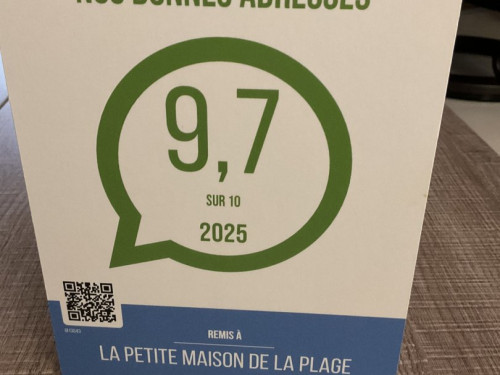 NOS BONNES ADRESSES
9,7
SUR 10
2025
REMIS À
LA PETITE MAISON DE LA PLAGE